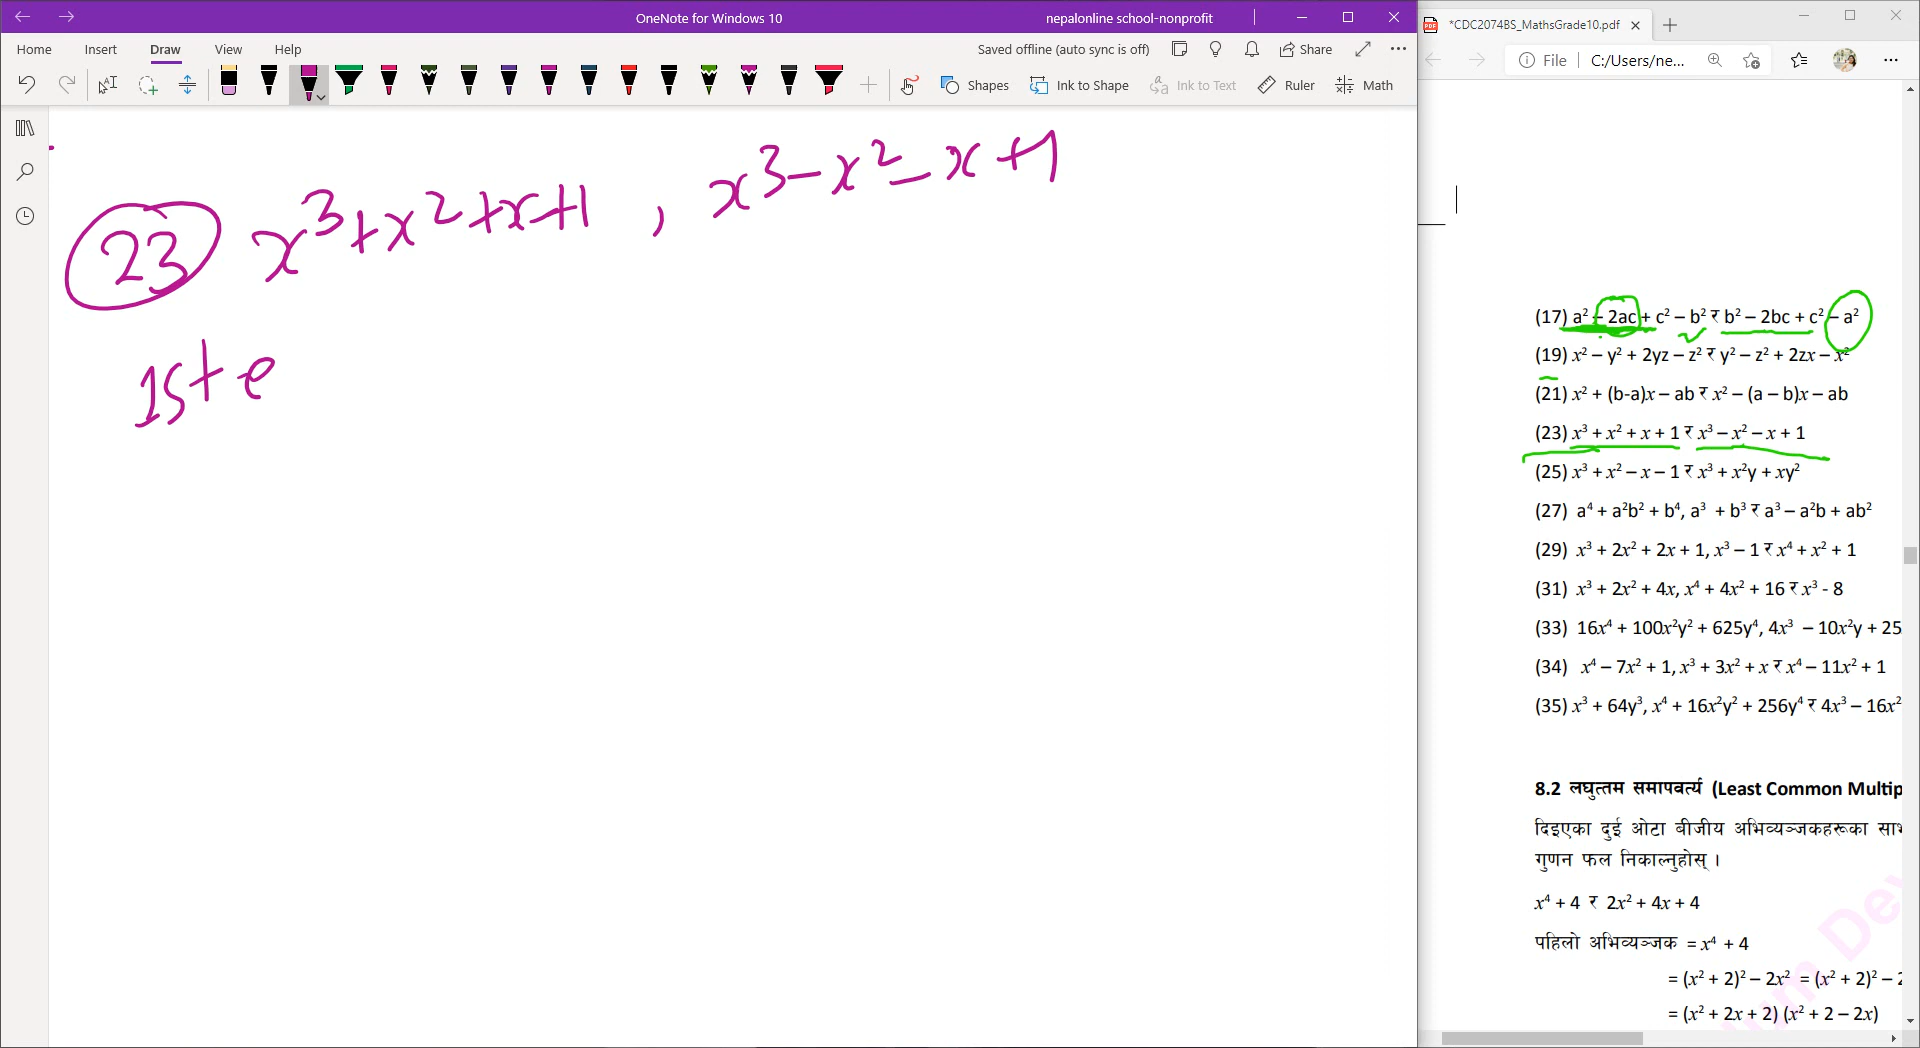 OneNote for Windows 10
nepalonline school-nonprofit
Home Insert Draw View Help
Saved offline (auto sync is off)
Share
Shapes
Ink to Shape
Ink to Text
Ruler
Math
23 x³+x²+x+1 , x³-x²-x+1
1st e
*CDC2074BS_MathsGrade10.pdf
File
C:/Users/ne...
(17) a² – 2ac + c² – b² र b² – 2bc + c² – a²
(19) x² – y² + 2yz – z² र y² – z² + 2zx – x²
(21) x² + (b-a)x – ab र x² – (a – b)x – ab
(23) x³ + x² + x + 1 र x³ – x² – x + 1
(25) x³ + x² – x – 1 र x³ + x²y + xy²
(27) a⁴ + a²b² + b⁴, a³ + b³ र a³ – a²b + ab²
(29) x³ + 2x² + 2x + 1, x³ – 1 र x⁴ + x² + 1
(31) x³ + 2x² + 4x, x⁴ + 4x² + 16 र x³ - 8
(33) 16x⁴ + 100x²y² + 625y⁴, 4x³ – 10x²y + 25
(34) x⁴ – 7x² + 1, x³ + 3x² + x र x⁴ – 11x² + 1
(35) x³ + 64y³, x⁴ + 16x²y² + 256y⁴ र 4x³ – 16x²
8.2 लघुत्तम समापवर्त्य (Least Common Multip
दिइएका दुई ओटा बीजीय अभिव्यञ्जकहरूका
गुणन फल निकाल्नुहोस् ।
x⁴ + 4 र 2x² + 4x + 4
पहिलो अभिव्यञ्जक = x⁴ + 4
= (x² + 2)² – 2x² = (x² + 2)² – 2
= (x² + 2x + 2) (x² + 2 – 2x)